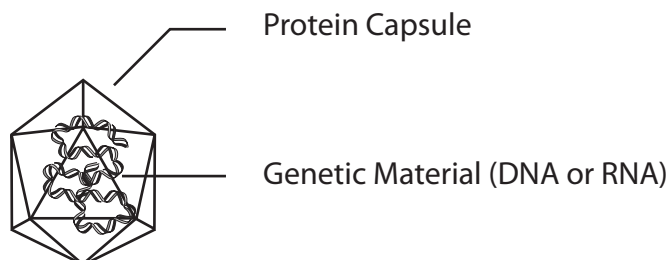 Protein Capsule
Genetic Material (DNA or RNA)